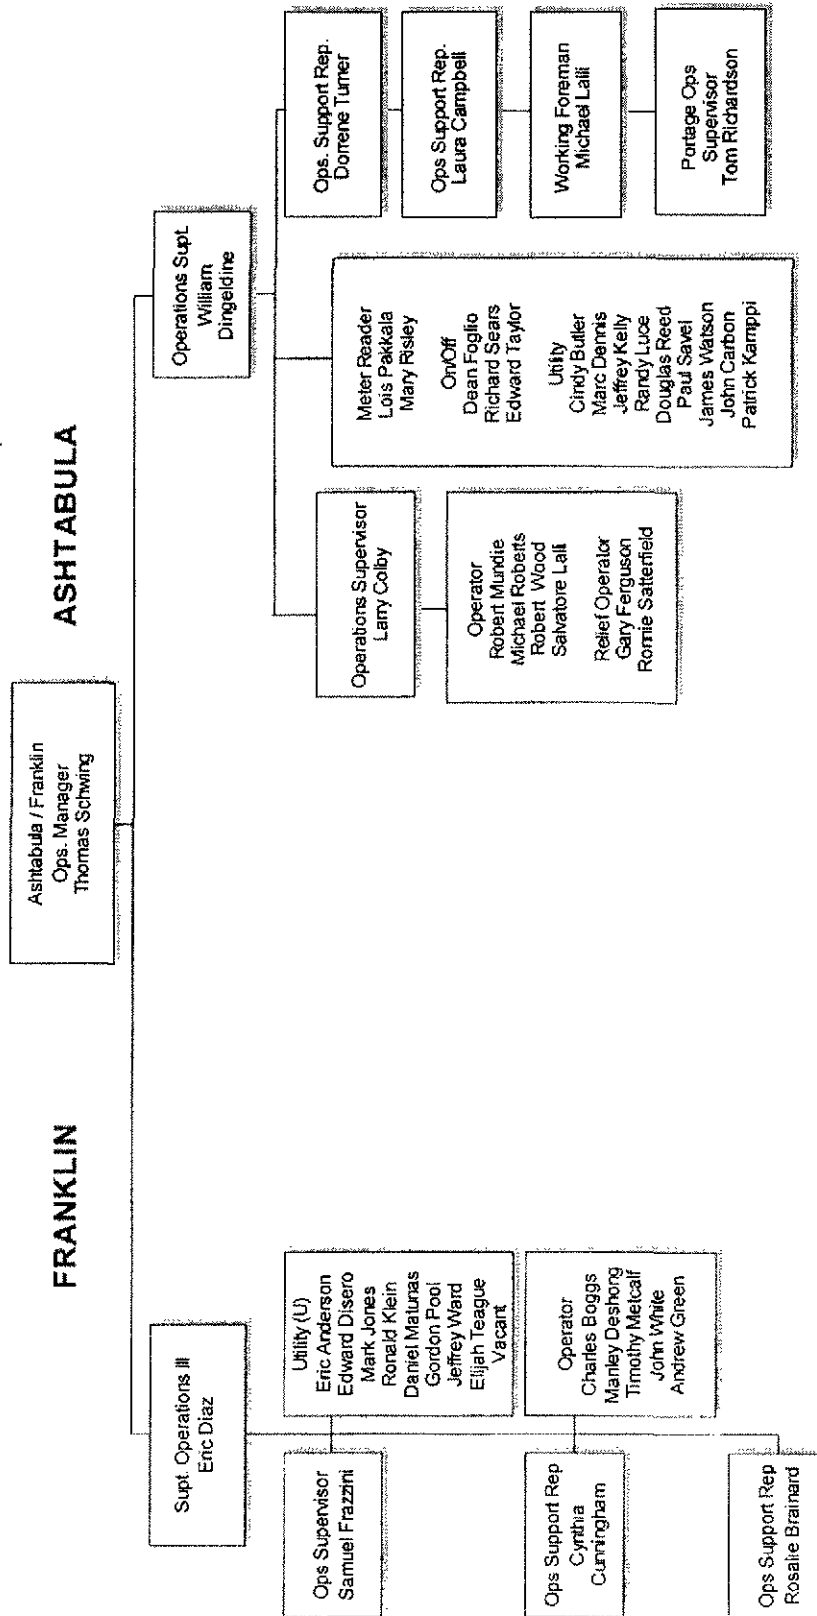 FRANKLIN
ASHTABULA
Ashtabula / Franklin
Ops. Manager
Thomas Schwing
Supt. Operations III
Eric Diaz
Ops Supervisor
Samuel Frazzini
Utility (U)
Eric Anderson
Edward Disero
Mark Jones
Ronald Klein
Daniel Matunas
Gordon Pool
Jeffrey Ward
Elijah Teague
Vacant
Ops Support Rep
Cynthia
Cunningham
Operator
Charles Boggs
Manley Deshong
Timothy Metcalf
John White
Andrew Green
Ops Support Rep
Rosalie Brainard
Operations Supt.
William
Dingeldine
Operations Supervisor
Larry Colby
Operator
Robert Mundie
Michael Roberts
Robert Wood
Salvatore Lalli
Relief Operator
Gary Ferguson
Ronnie Satterfield
Meter Reader
Lois Pakkala
Mary Risley
On/Off
Dean Foglio
Richard Sears
Edward Taylor
Utility
Cindy Butler
Marc Dennis
Jeffrey Kelly
Randy Luce
Douglas Reed
Paul Savel
James Watson
John Carbon
Patrick Kamppi
Ops. Support Rep.
Dorrene Turner
Ops Support Rep.
Laura Campbell
Working Foreman
Michael Lalli
Portage Ops
Supervisor
Tom Richardson